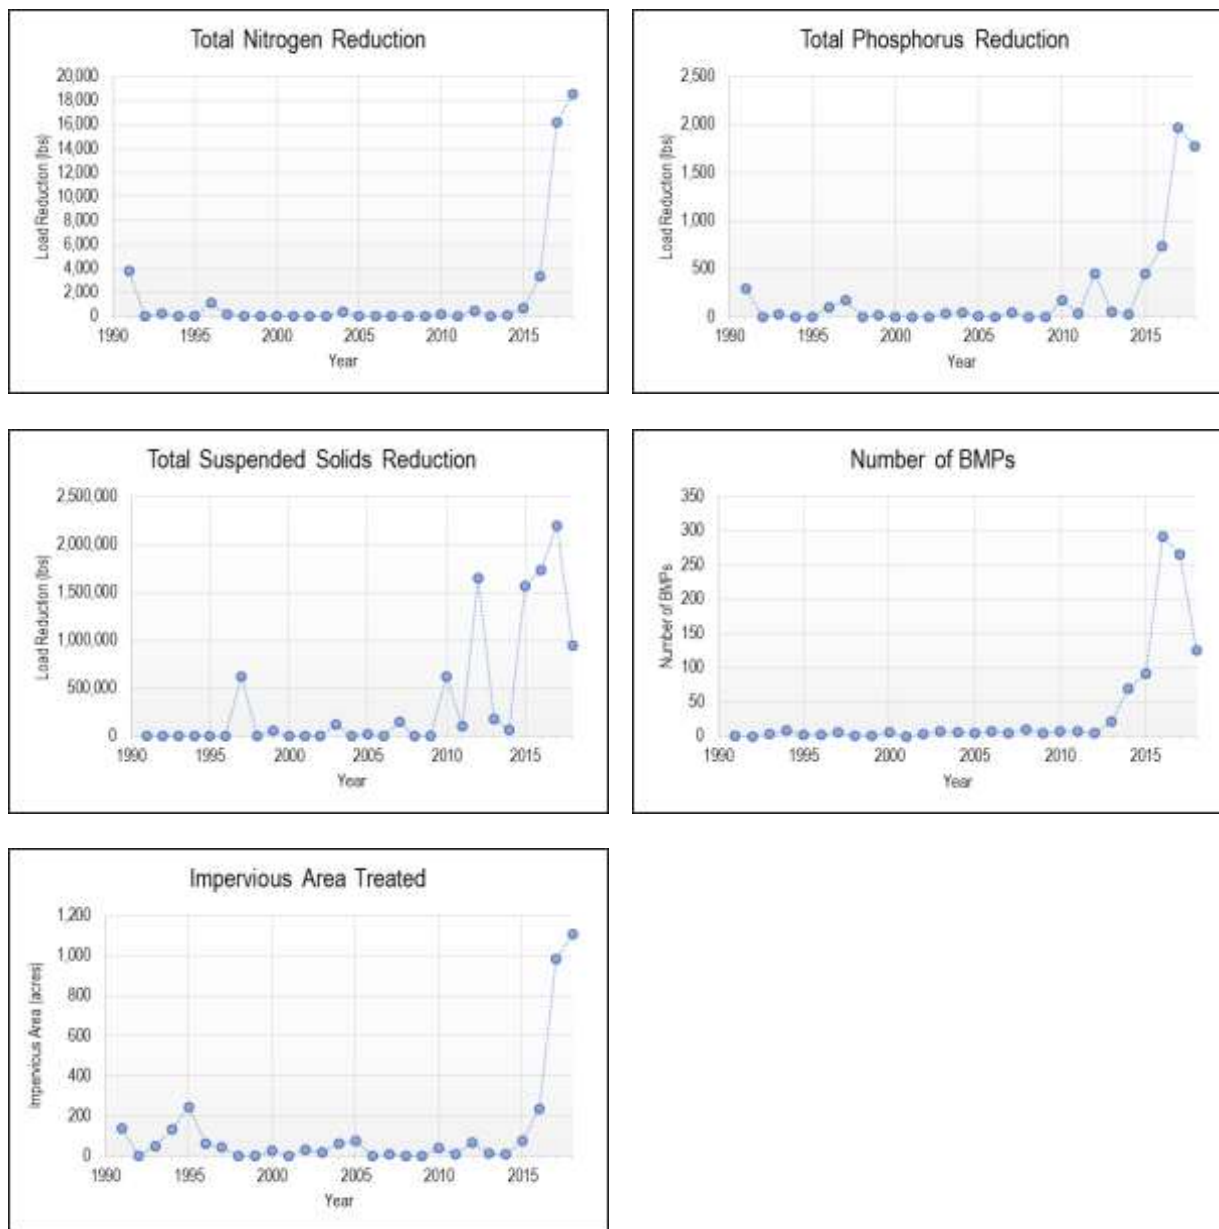 Total Nitrogen Reduction
20,000
18,000
16,000
14,000
12,000
10,000
8,000
6,000
4,000
2,000
0
Load Reduction (lbs)
1990 1995 2000 2005 2010 2015
Year
Total Phosphorus Reduction
2,500
2,000
1,500
1,000
500
0
Load Reduction (lbs)
1990 1995 2000 2005 2010 2015
Year
Total Suspended Solids Reduction
2,500,000
2,000,000
1,500,000
1,000,000
500,000
0
Load Reduction (lbs)
1990 1995 2000 2005 2010 2015
Year
Number of BMPs
350
300
250
200
150
100
50
0
Number of BMPs
1990 1995 2000 2005 2010 2015
Year
Impervious Area Treated
1,200
1,000
800
600
400
200
0
Impervious Area (acres)
1990 1995 2000 2005 2010 2015
Year